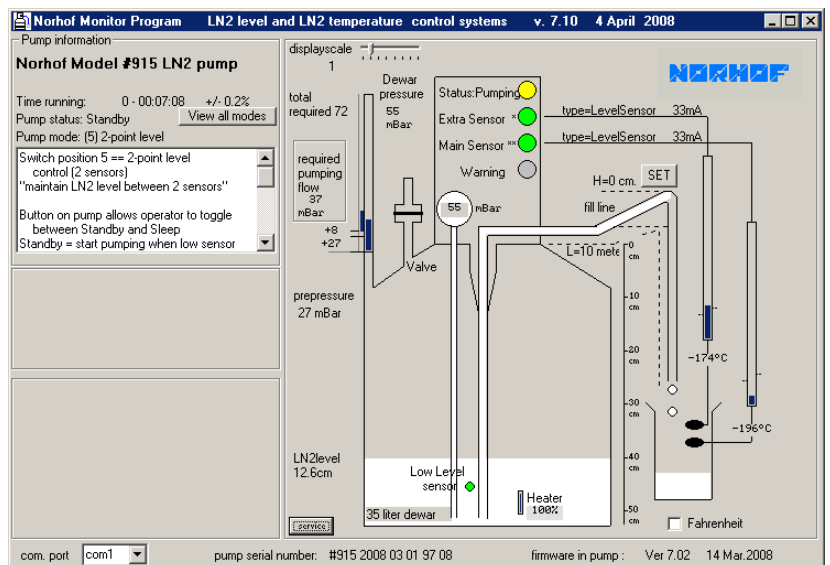 Norhof Monitor Program LN2 level and LN2 temperature control systems v. 7.10 4 April 2008
Pump information
Norhof Model #915 LN2 pump
Time running: 0 - 00:07:08 +/- 0.2%
Pump status: Standby
View all modes
Pump mode: (5) 2-point level
Switch position 5 == 2-point level
control (2 sensors)
"maintain LN2 level between 2 sensors"
Button on pump allows operator to toggle
between Standby and Sleep
Standby = start pumping when low sensor
displayscale
1
total
required 72
Dewar
pressure
55
mBar
required
pumping
flow
37
mBar
+8
+27
prepressure
27 mBar
Valve
Status:Pumping
Extra Sensor *
Main Sensor **
Warning
55 mBar
type=LevelSensor 33mA
type=LevelSensor 33mA
NORHOF
H=0 cm.
SET
fill line
L=10 mete
0
cm
-10
cm
-20
cm
-30
cm
-40
cm
-50
cm
-174°C
-196°C
LN2level
12.6cm
Low Level
sensor
Heater
100%
35 liter dewar
service
Fahrenheit
com. port com1
pump serial number: #915 2008 03 01 97 08
firmware in pump : Ver 7.02 14 Mar.2008